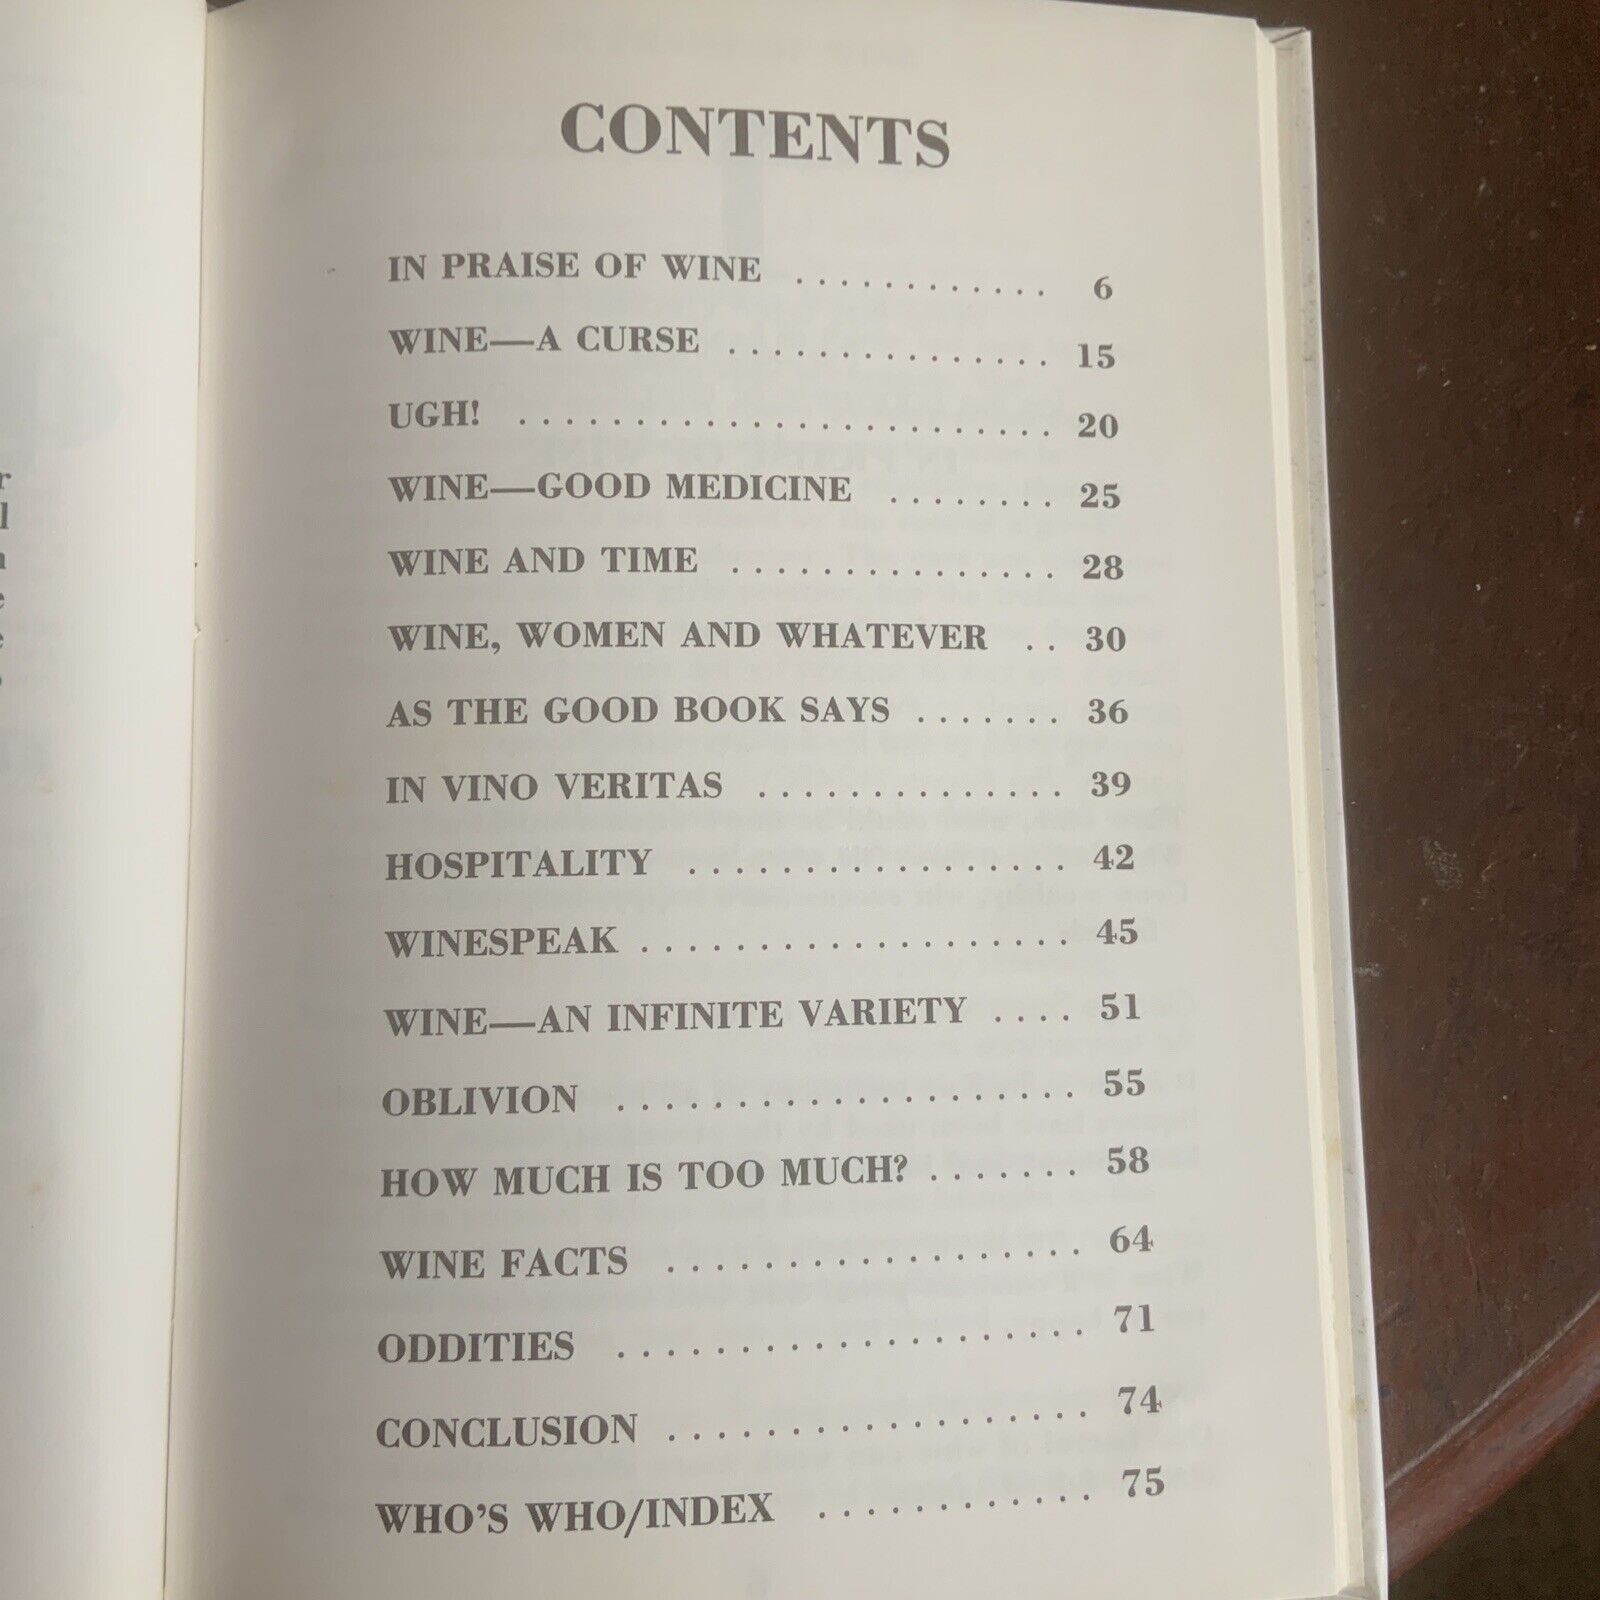 CONTENTS
IN PRAISE OF WINE . . . . . . . . . . . . 6
WINE—A CURSE . . . . . . . . . . . . . . . 15
UGH! . . . . . . . . . . . . . . . . . . . . . . . . 20
WINE—GOOD MEDICINE . . . . . . . . 25
WINE AND TIME . . . . . . . . . . . . . . . 28
WINE, WOMEN AND WHATEVER . . 30
AS THE GOOD BOOK SAYS . . . . . . . 36
IN VINO VERITAS . . . . . . . . . . . . . . 39
HOSPITALITY . . . . . . . . . . . . . . . . . 42
WINESPEAK . . . . . . . . . . . . . . . . . . . 45
WINE—AN INFINITE VARIETY . . . . 51
OBLIVION . . . . . . . . . . . . . . . . . . . . 55
HOW MUCH IS TOO MUCH? . . . . . . . 58
WINE FACTS . . . . . . . . . . . . . . . . . . 64
ODDITIES . . . . . . . . . . . . . . . . . . . . 71
CONCLUSION . . . . . . . . . . . . . . . . . . 74
WHO'S WHO/INDEX . . . . . . . . . . . . 75